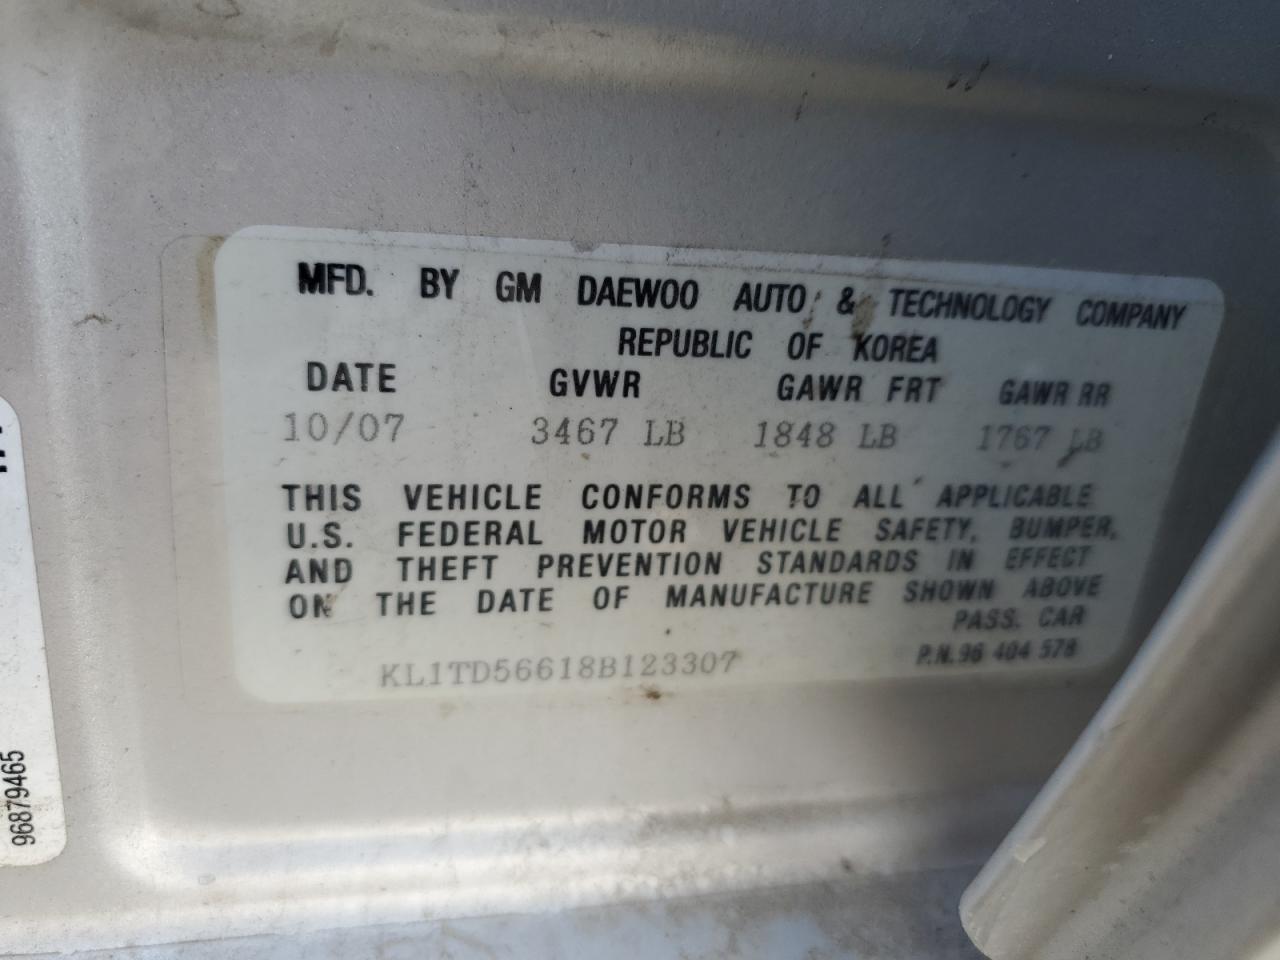 MFD. BY GM DAEWOO AUTO & TECHNOLOGY COMPANY
REPUBLIC OF KOREA
DATE GVWR GAWR FRT GAWR RR
10/07 3467 LB 1848 LB 1767 LB
THIS VEHICLE CONFORMS TO ALL APPLICABLE
U.S. FEDERAL MOTOR VEHICLE SAFETY, BUMPER,
AND THEFT PREVENTION STANDARDS IN EFFECT
ON THE DATE OF MANUFACTURE SHOWN ABOVE
PASS. CAR
KL1TD56618B123307
P.N.96 404 578
96879465